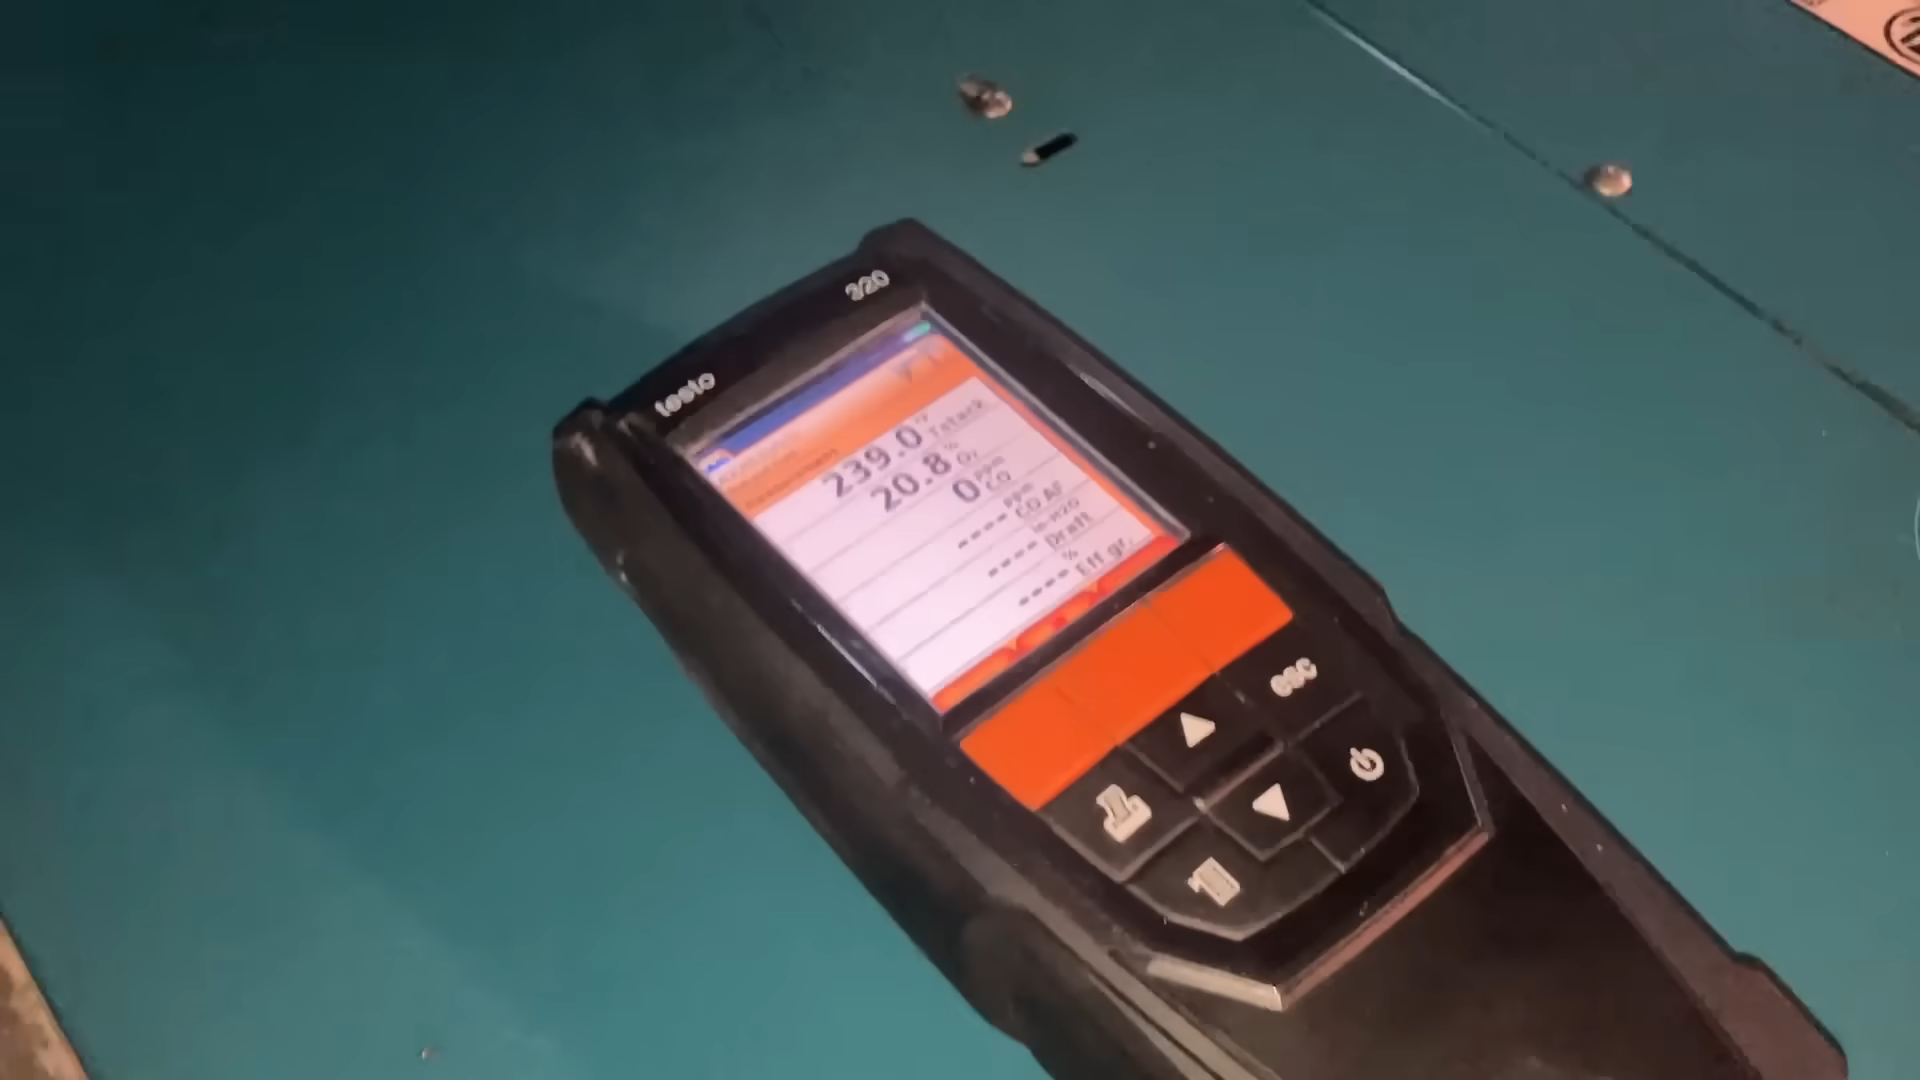 testo 320
239.0 °F Tstack
20.8 % O₂
0 ppm CO
---- ppm CO AF
---- in-H2O Draft
---- % Eff gr.
esc